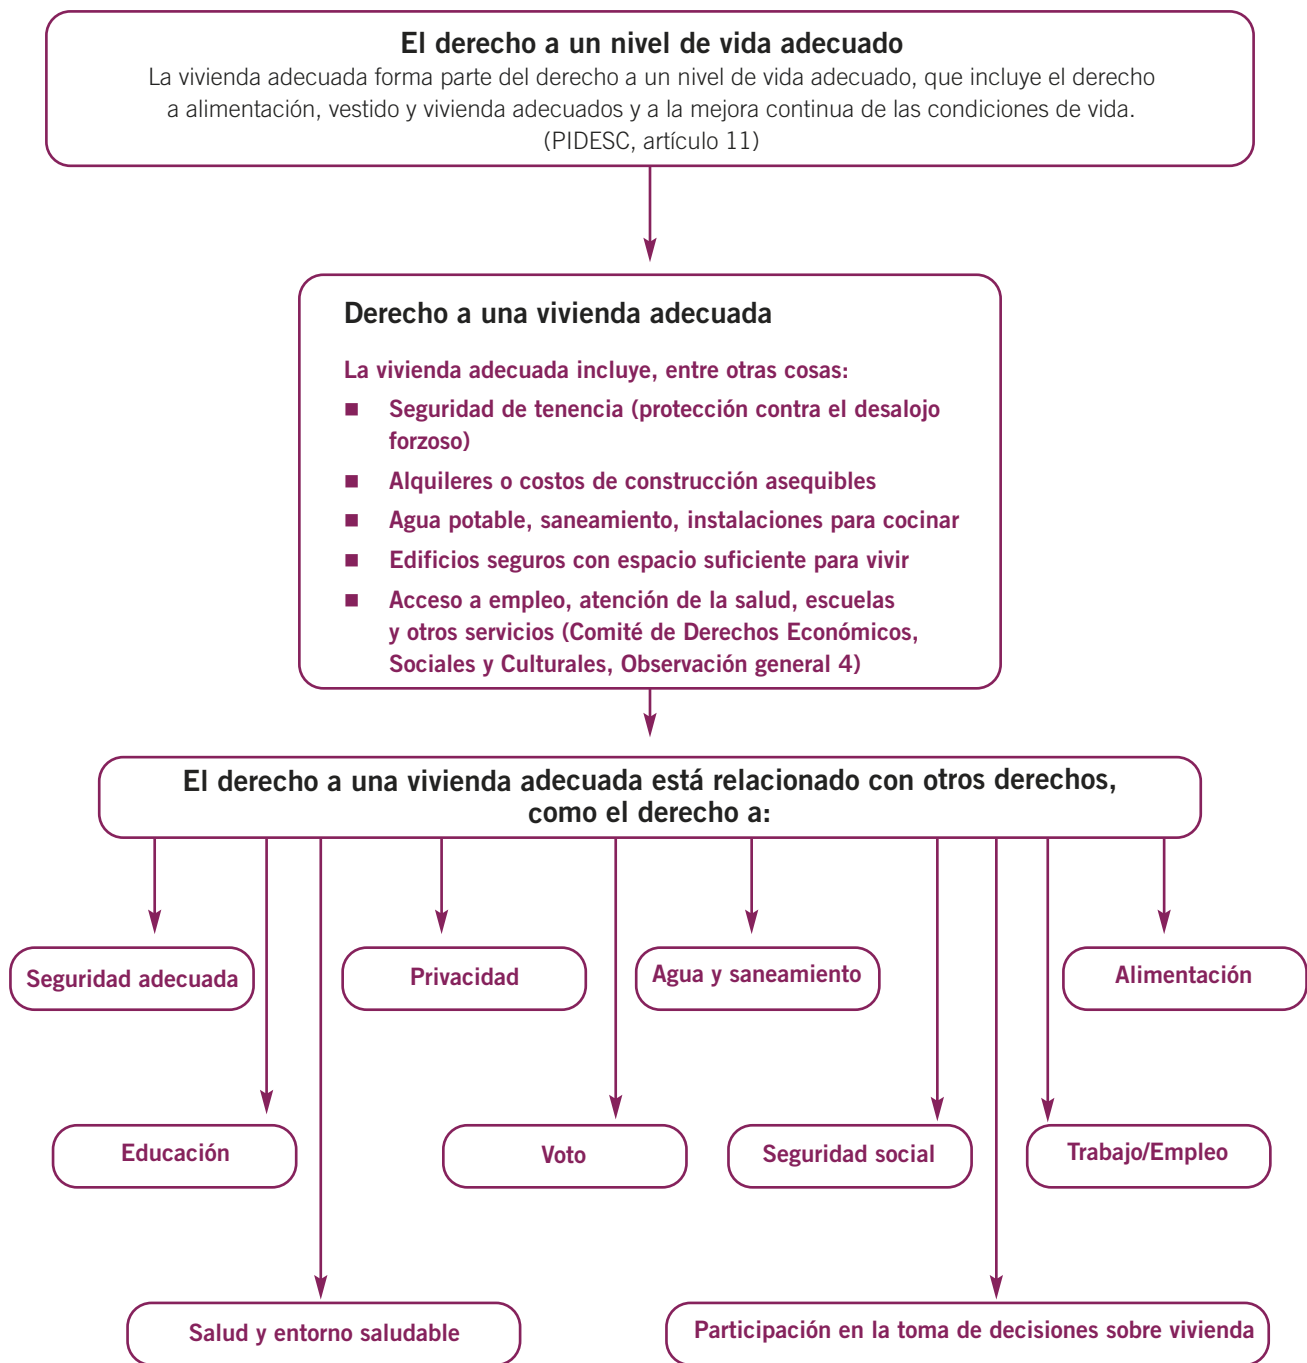 El derecho a un nivel de vida adecuado
La vivienda adecuada forma parte del derecho a un nivel de vida adecuado, que incluye el derecho
a alimentación, vestido y vivienda adecuados y a la mejora continua de las condiciones de vida.
(PIDESC, artículo 11)
Derecho a una vivienda adecuada
La vivienda adecuada incluye, entre otras cosas:
■ Seguridad de tenencia (protección contra el desalojo
forzoso)
■ Alquileres o costos de construcción asequibles
■ Agua potable, saneamiento, instalaciones para cocinar
■ Edificios seguros con espacio suficiente para vivir
■ Acceso a empleo, atención de la salud, escuelas
y otros servicios (Comité de Derechos Económicos,
Sociales y Culturales, Observación general 4)
El derecho a una vivienda adecuada está relacionado con otros derechos,
como el derecho a:
Seguridad adecuada
Privacidad
Agua y saneamiento
Alimentación
Educación
Voto
Seguridad social
Trabajo/Empleo
Salud y entorno saludable
Participación en la toma de decisiones sobre vivienda